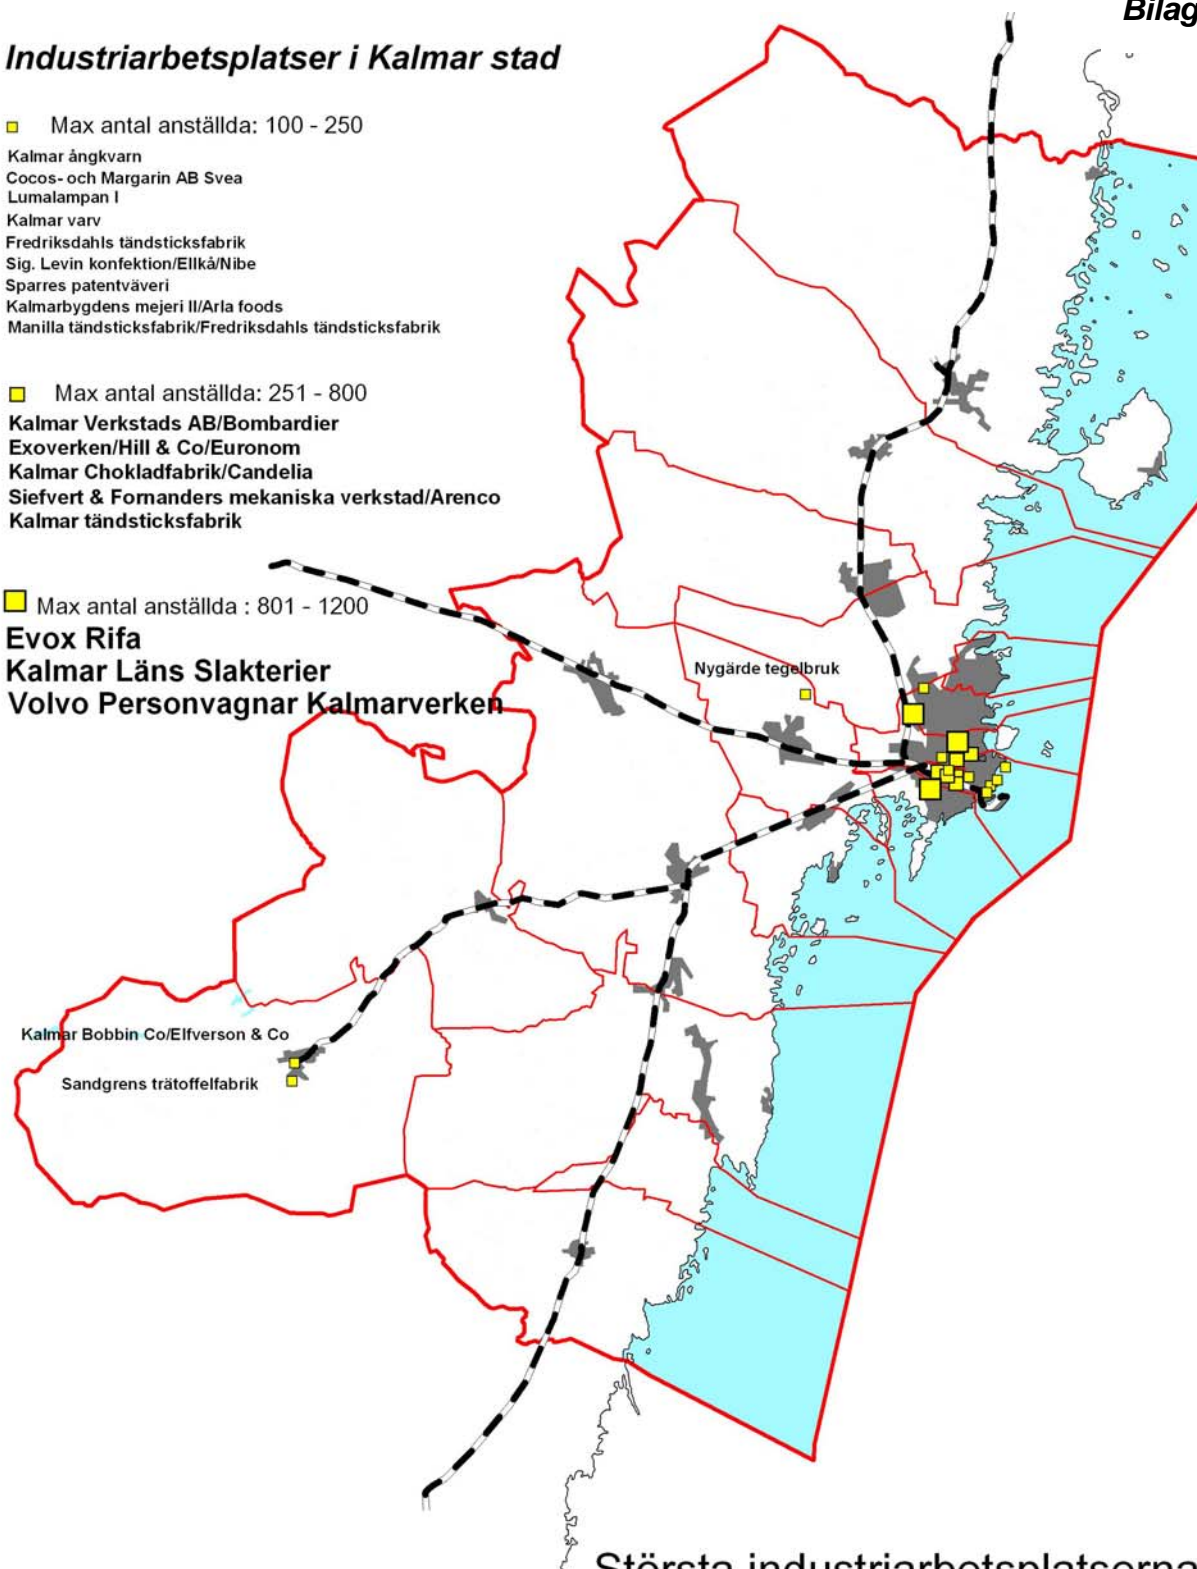 Bilag
Industriarbetsplatser i Kalmar stad
Max antal anställda: 100 - 250
Kalmar ångkvarn
Cocos- och Margarin AB Svea
Lumalampan I
Kalmar varv
Fredriksdahls tändsticksfabrik
Sig. Levin konfektion/Ellkå/Nibe
Sparres patentväveri
Kalmarbygdens mejeri II/Arla foods
Manilla tändsticksfabrik/Fredriksdahls tändsticksfabrik
Max antal anställda: 251 - 800
Kalmar Verkstads AB/Bombardier
Exoverken/Hill & Co/Euronom
Kalmar Chokladfabrik/Candelia
Siefvert & Fornanders mekaniska verkstad/Arenco
Kalmar tändsticksfabrik
Max antal anställda : 801 - 1200
Evox Rifa
Kalmar Läns Slakterier
Volvo Personvagnar Kalmarverken
Nygärde tegelbruk
Kalmar Bobbin Co/Elfverson & Co
Sandgrens trätoffelfabrik
Största industriarbetsplatserna